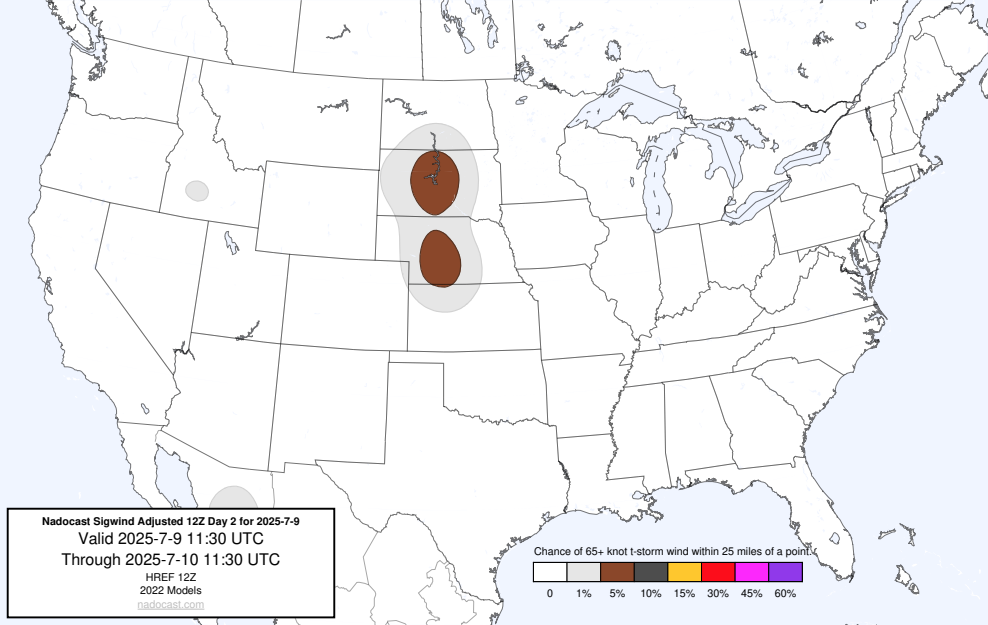 Nadocast Sigwind Adjusted 12Z Day 2 for 2025-7-9
Valid 2025-7-9 11:30 UTC
Through 2025-7-10 11:30 UTC
HREF 12Z
2022 Models
nadocast.com
Chance of 65+ knot t-storm wind within 25 miles of a point.
0 1% 5% 10% 15% 30% 45% 60%